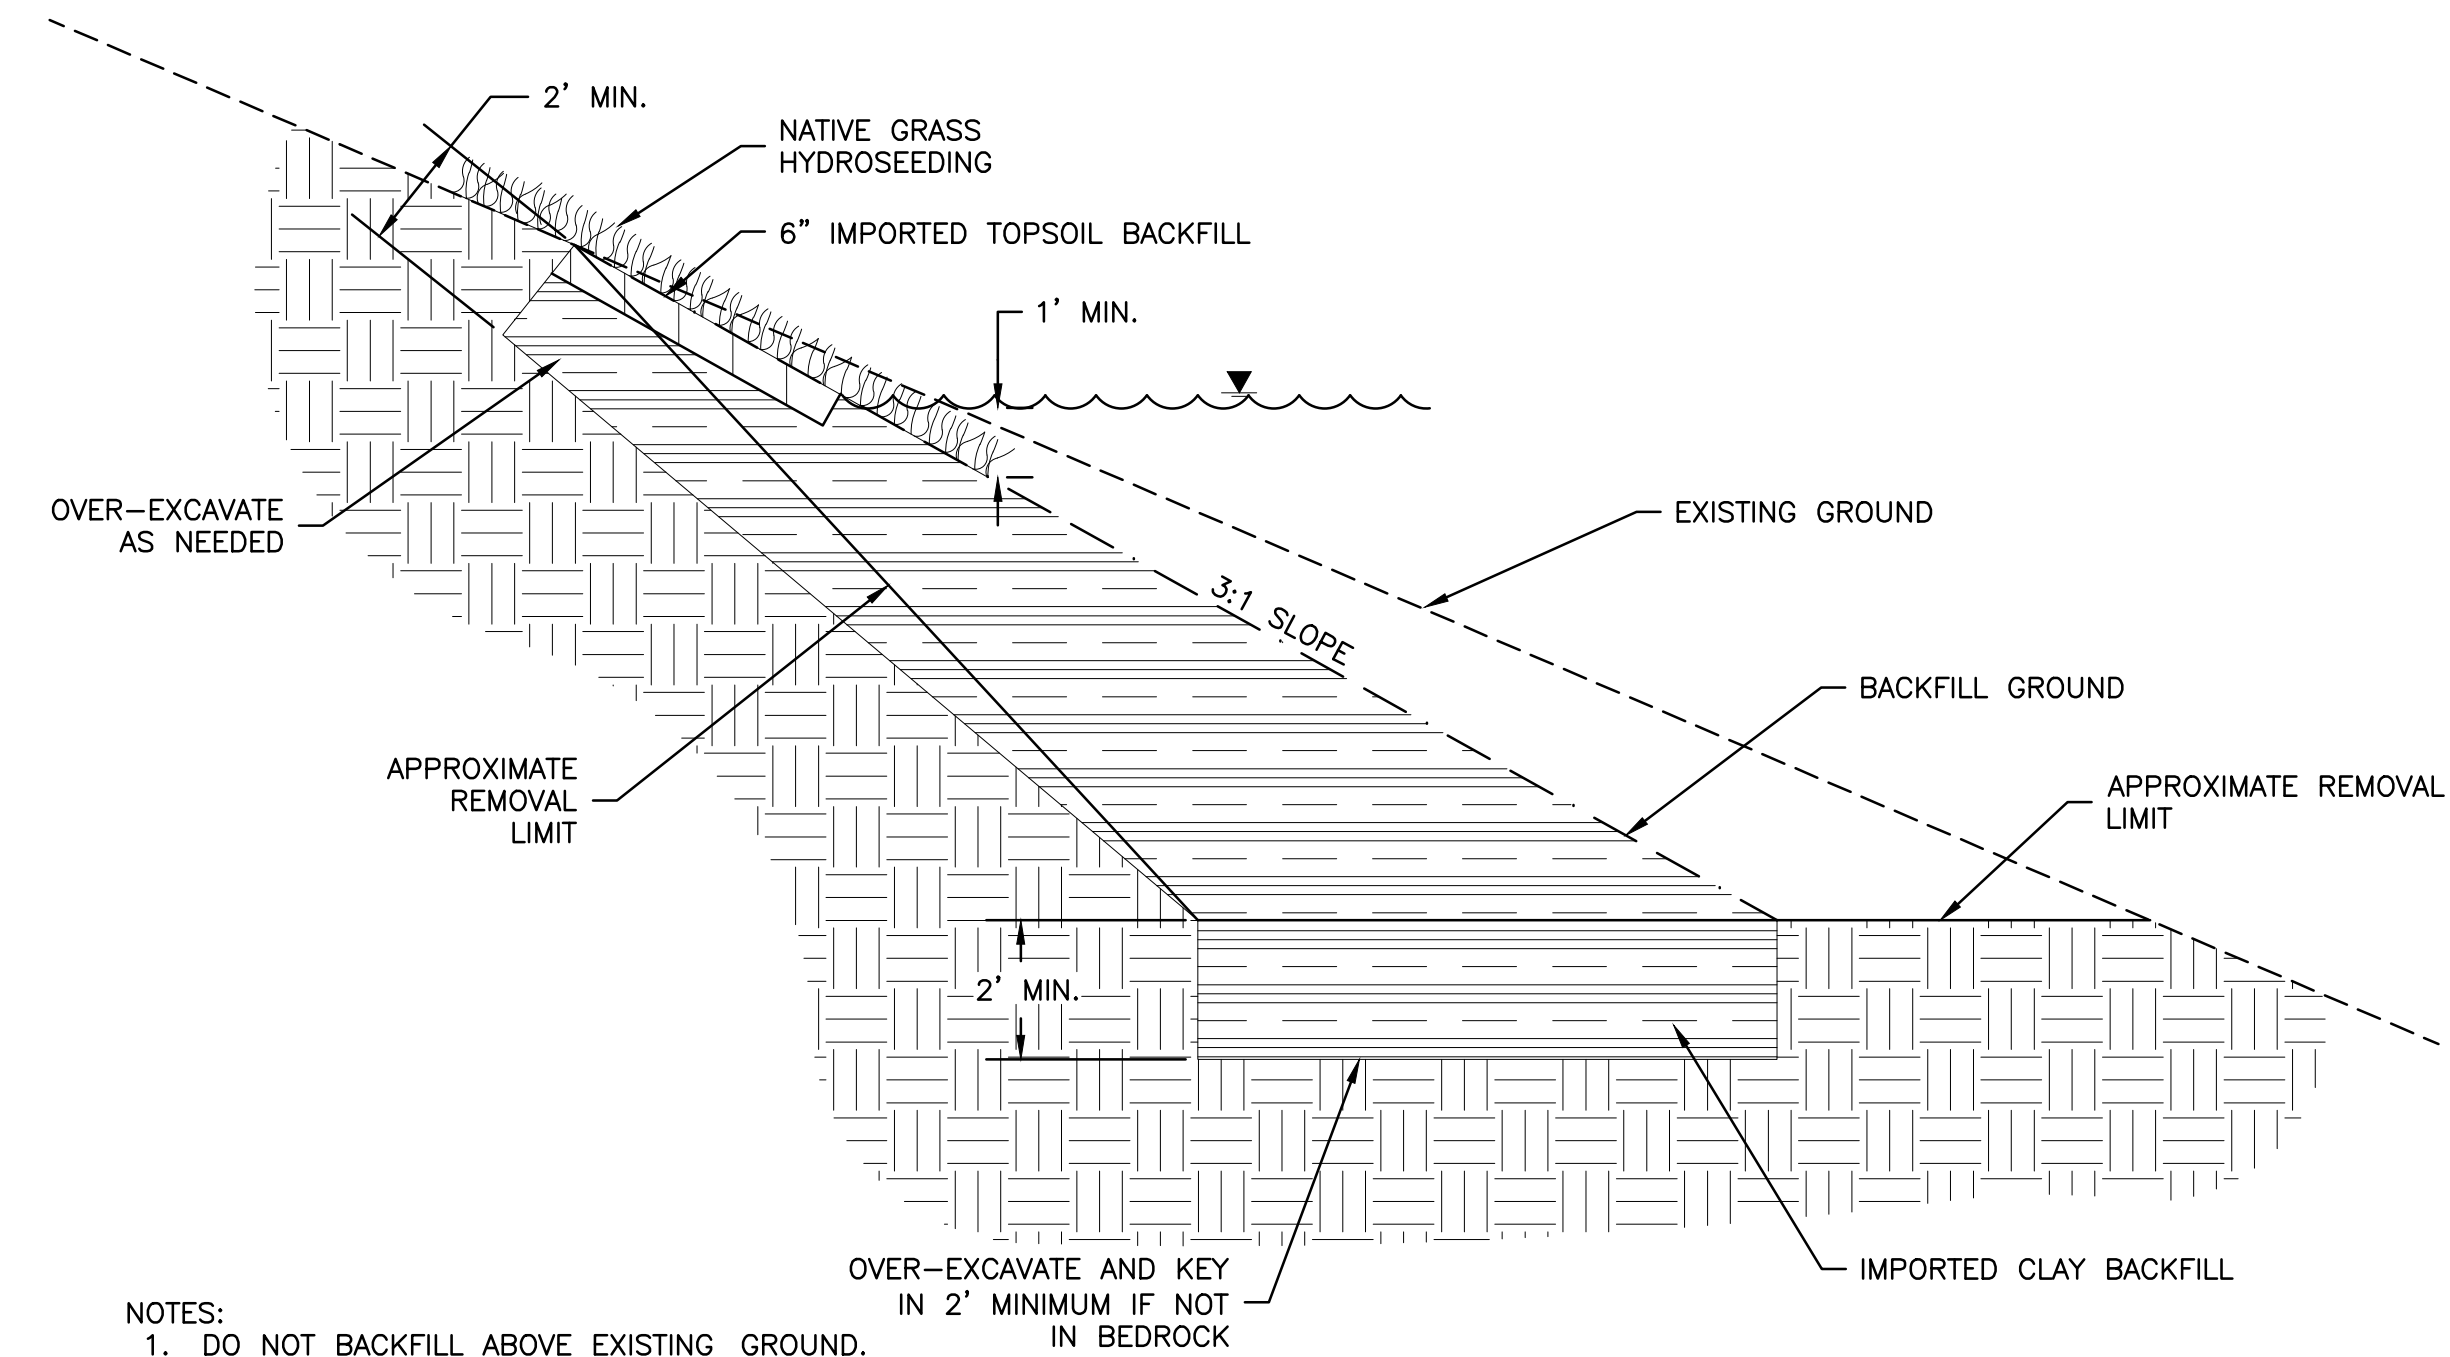 2' MIN.
NATIVE GRASS
HYDROSEEDING
6" IMPORTED TOPSOIL BACKFILL
1' MIN.
OVER-EXCAVATE
AS NEEDED
EXISTING GROUND
3:1 SLOPE
BACKFILL GROUND
APPROXIMATE
REMOVAL
LIMIT
APPROXIMATE REMOVAL
LIMIT
2' MIN.
OVER-EXCAVATE AND KEY
IN 2' MINIMUM IF NOT
IN BEDROCK
IMPORTED CLAY BACKFILL
NOTES:
1. DO NOT BACKFILL ABOVE EXISTING GROUND.